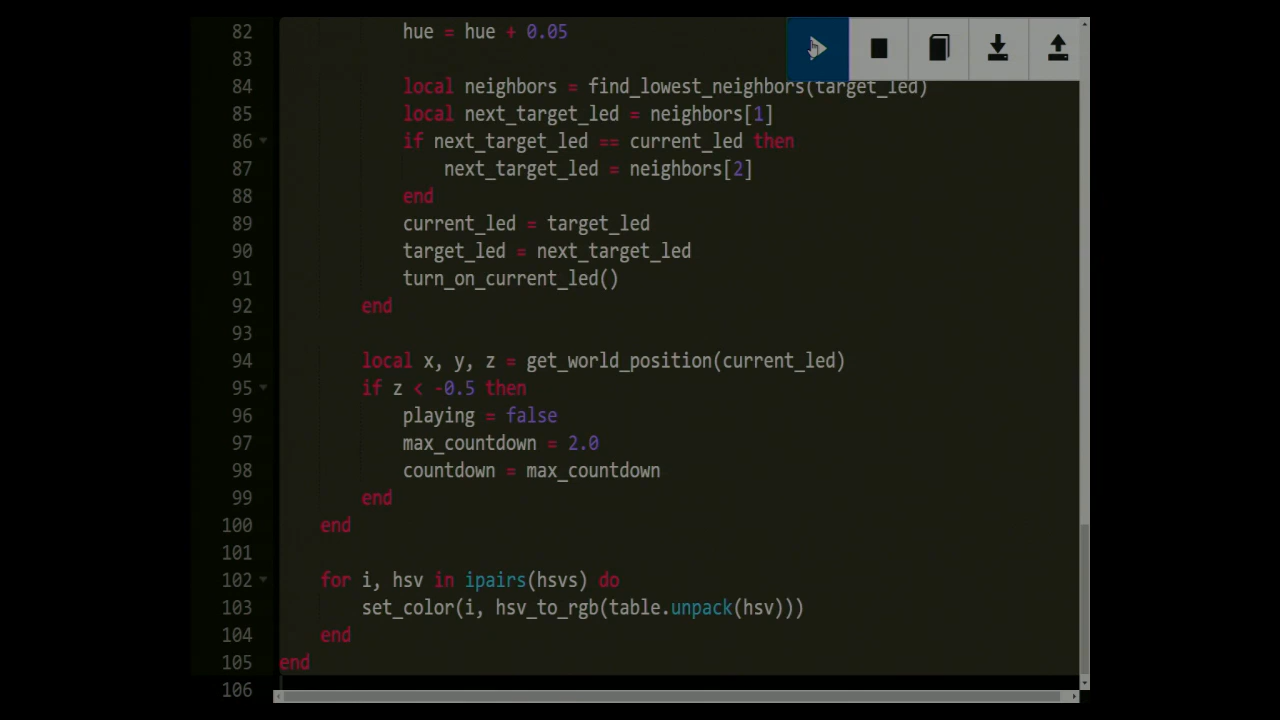 82 hue = hue + 0.05
83
84 local neighbors = find_lowest_neighbors(target_led)
85 local next_target_led = neighbors[1]
86 if next_target_led == current_led then
87 next_target_led = neighbors[2]
88 end
89 current_led = target_led
90 target_led = next_target_led
91 turn_on_current_led()
92 end
93
94 local x, y, z = get_world_position(current_led)
95 if z < -0.5 then
96 playing = false
97 max_countdown = 2.0
98 countdown = max_countdown
99 end
100 end
101
102 for i, hsv in ipairs(hsvs) do
103 set_color(i, hsv_to_rgb(table.unpack(hsv)))
104 end
105 end
106